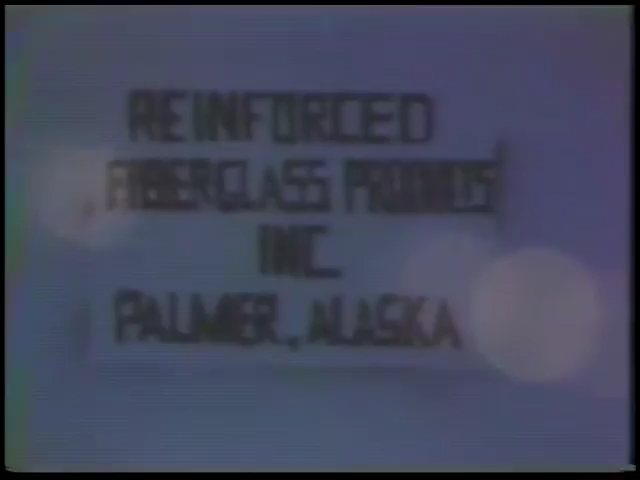 REINFORCED
FIBERGLASS PRODUCTS
INC.
PALMER, ALASKA